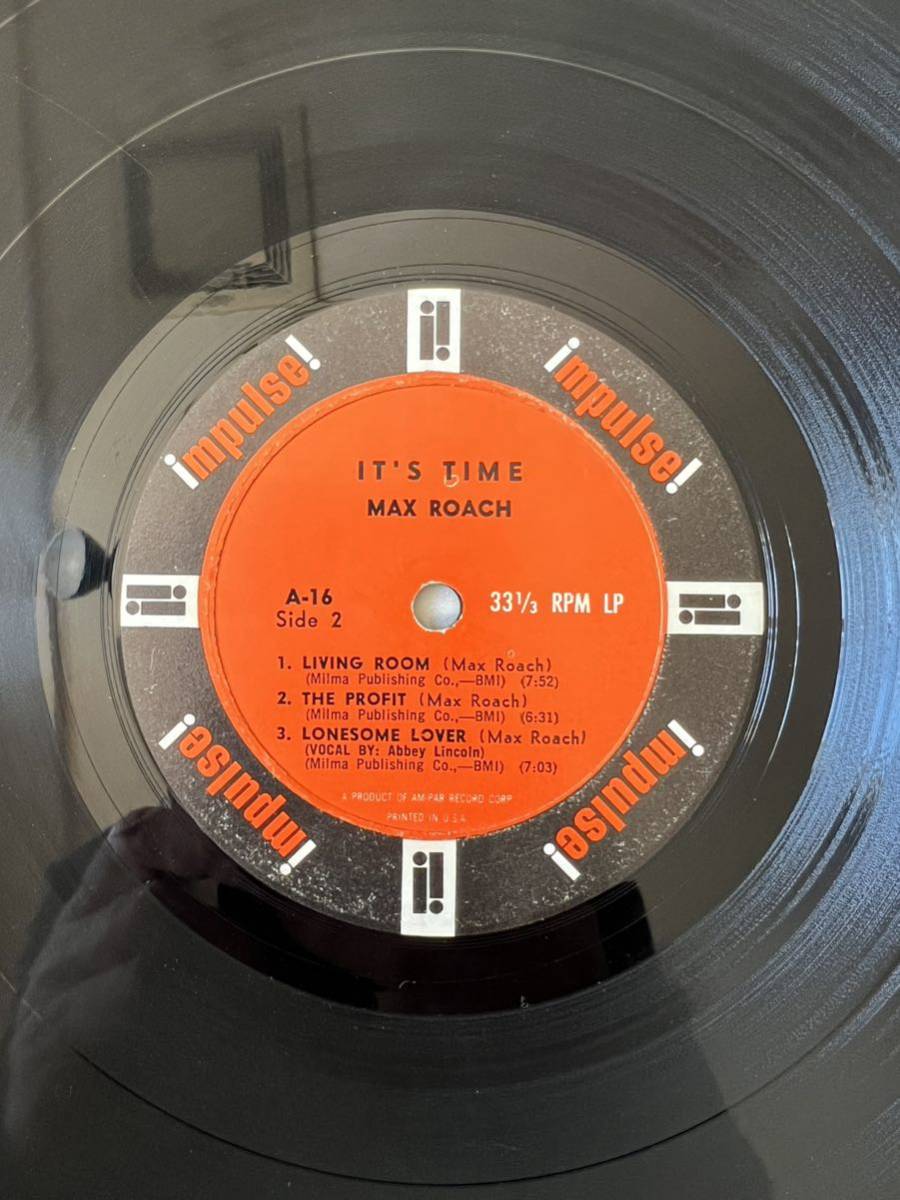 impulse!
impulse!
IT'S TIME
MAX ROACH
A-16
Side 2
33⅓ RPM LP
1. LIVING ROOM (Max Roach)
(Milma Publishing Co.,—BMI) (7:52)
2. THE PROFIT (Max Roach)
(Milma Publishing Co.,—BMI) (6:31)
3. LONESOME LOVER (Max Roach)
(VOCAL BY: Abbey Lincoln)
(Milma Publishing Co.,—BMI) (7:03)
A PRODUCT OF AM-PAR RECORD CORP
PRINTED IN U.S.A.
impulse!
impulse!